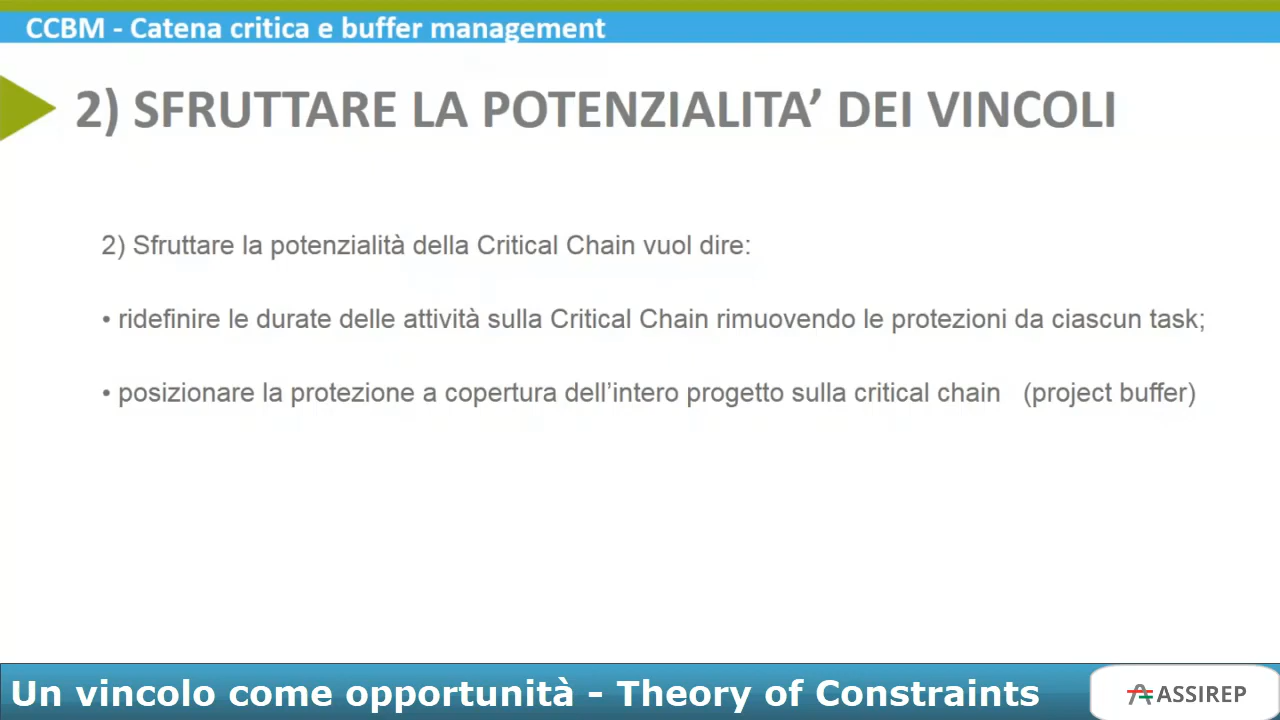 CCBM - Catena critica e buffer management
2) SFRUTTARE LA POTENZIALITA’ DEI VINCOLI
2) Sfruttare la potenzialità della Critical Chain vuol dire:
• ridefinire le durate delle attività sulla Critical Chain rimuovendo le protezioni da ciascun task;
• posizionare la protezione a copertura dell’intero progetto sulla critical chain (project buffer)
Un vincolo come opportunità - Theory of Constraints
ASSIREP